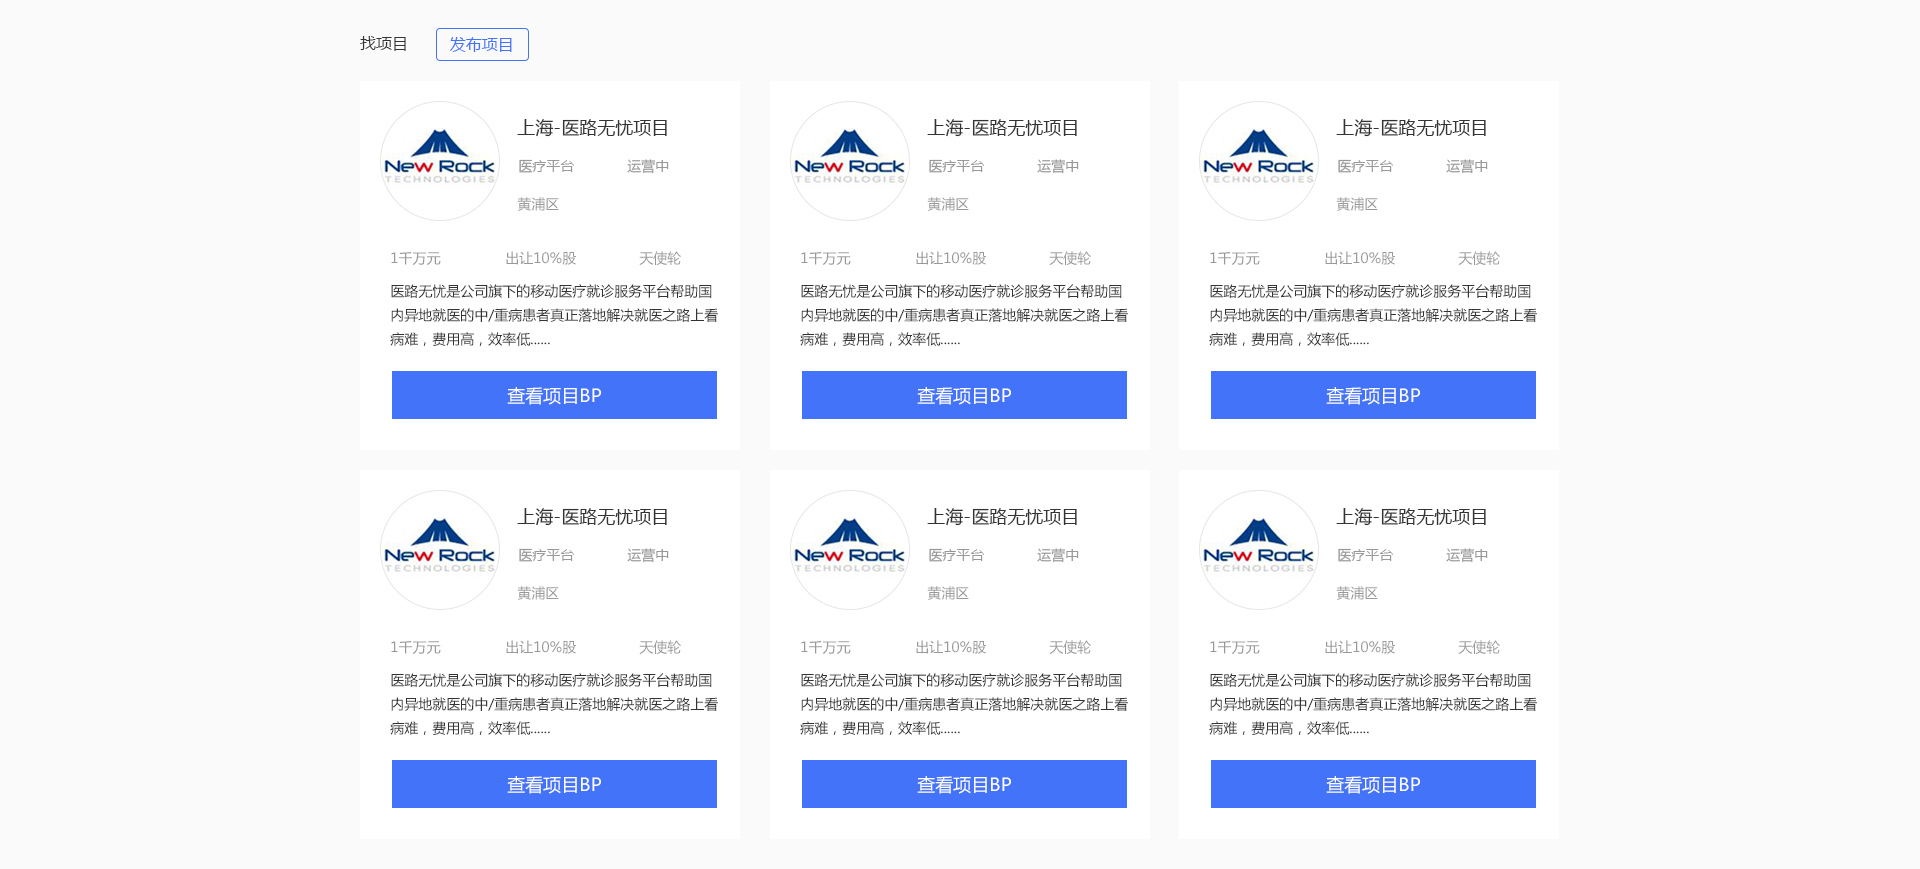 找项目 发布项目
New Rock
TECHNOLOGIES
上海-医路无忧项目
医疗平台 运营中
黄浦区
1千万元 出让10%股 天使轮
医路无忧是公司旗下的移动医疗就诊服务平台帮助国
内异地就医的中/重病患者真正落地解决就医之路上看
病难，费用高，效率低......
查看项目BP
New Rock
TECHNOLOGIES
上海-医路无忧项目
医疗平台 运营中
黄浦区
1千万元 出让10%股 天使轮
医路无忧是公司旗下的移动医疗就诊服务平台帮助国
内异地就医的中/重病患者真正落地解决就医之路上看
病难，费用高，效率低......
查看项目BP
New Rock
TECHNOLOGIES
上海-医路无忧项目
医疗平台 运营中
黄浦区
1千万元 出让10%股 天使轮
医路无忧是公司旗下的移动医疗就诊服务平台帮助国
内异地就医的中/重病患者真正落地解决就医之路上看
病难，费用高，效率低......
查看项目BP
New Rock
TECHNOLOGIES
上海-医路无忧项目
医疗平台 运营中
黄浦区
1千万元 出让10%股 天使轮
医路无忧是公司旗下的移动医疗就诊服务平台帮助国
内异地就医的中/重病患者真正落地解决就医之路上看
病难，费用高，效率低......
查看项目BP
New Rock
TECHNOLOGIES
上海-医路无忧项目
医疗平台 运营中
黄浦区
1千万元 出让10%股 天使轮
医路无忧是公司旗下的移动医疗就诊服务平台帮助国
内异地就医的中/重病患者真正落地解决就医之路上看
病难，费用高，效率低......
查看项目BP
New Rock
TECHNOLOGIES
上海-医路无忧项目
医疗平台 运营中
黄浦区
1千万元 出让10%股 天使轮
医路无忧是公司旗下的移动医疗就诊服务平台帮助国
内异地就医的中/重病患者真正落地解决就医之路上看
病难，费用高，效率低......
查看项目BP